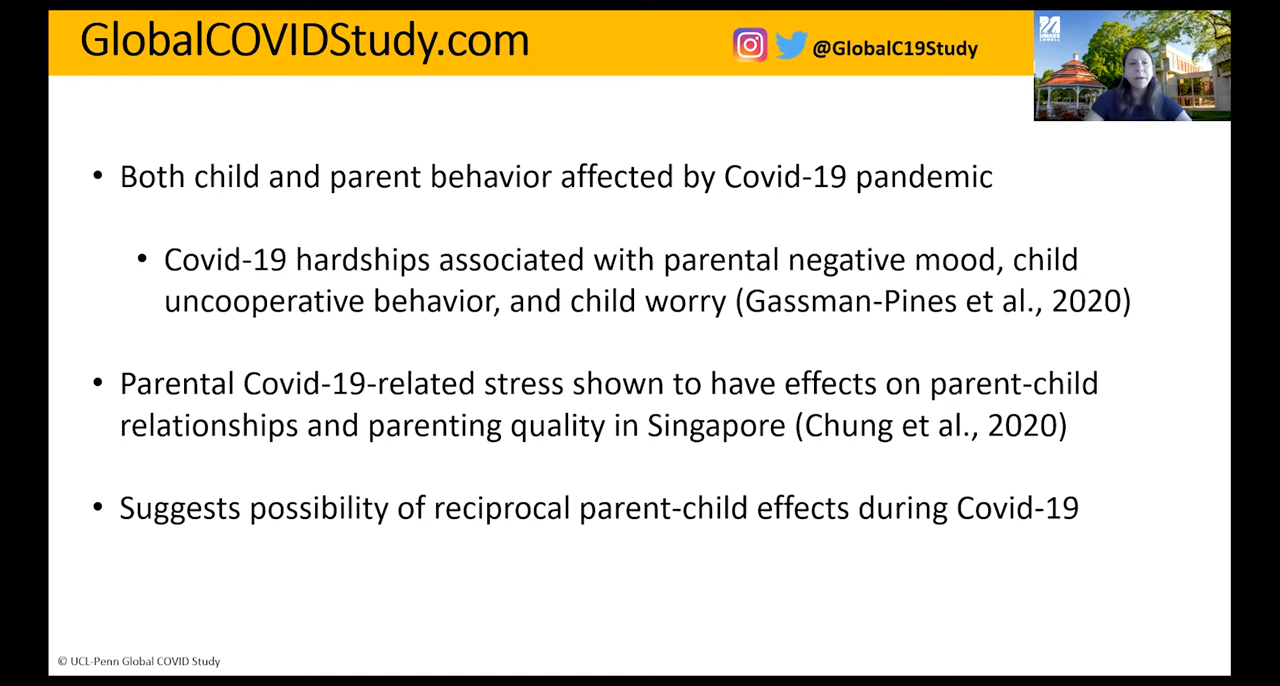 GlobalCOVIDStudy.com
@GlobalC19Study
UMASS
LOWELL
• Both child and parent behavior affected by Covid-19 pandemic
• Covid-19 hardships associated with parental negative mood, child
uncooperative behavior, and child worry (Gassman-Pines et al., 2020)
• Parental Covid-19-related stress shown to have effects on parent-child
relationships and parenting quality in Singapore (Chung et al., 2020)
• Suggests possibility of reciprocal parent-child effects during Covid-19
© UCL-Penn Global COVID Study